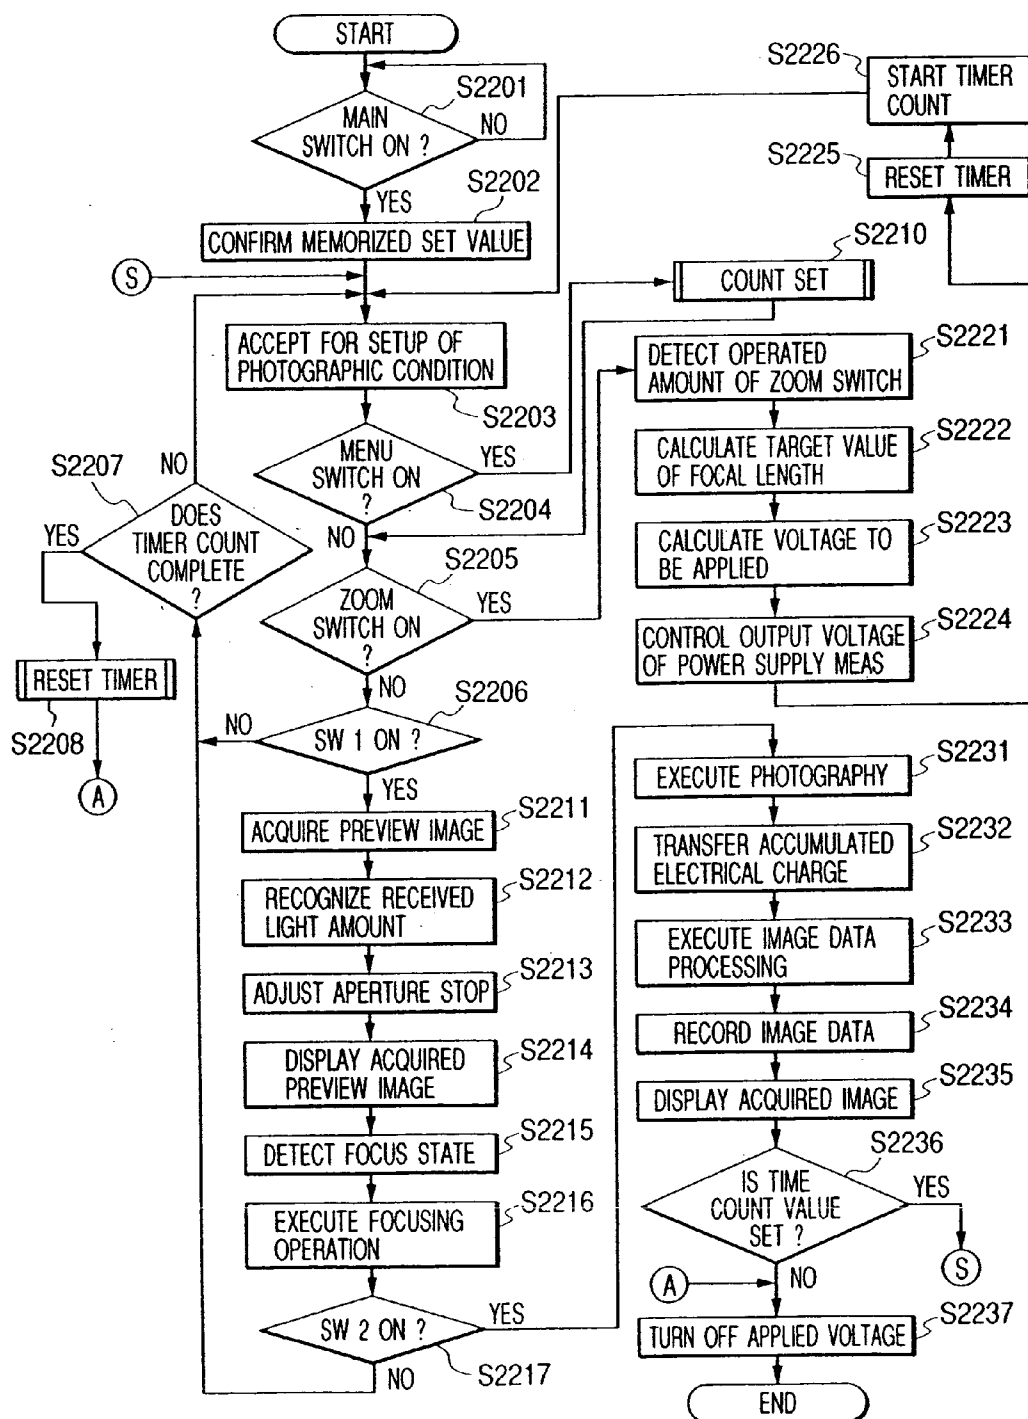 START
S2201
MAIN
SWITCH ON ?
NO
YES
S2202
CONFIRM MEMORIZED SET VALUE
S
ACCEPT FOR SETUP OF
PHOTOGRAPHIC CONDITION
S2203
MENU
SWITCH ON
?
YES
S2204
NO
S2205
ZOOM
SWITCH ON
?
YES
NO
S2206
SW 1 ON ?
NO
YES
S2207
NO
DOES
TIMER COUNT
COMPLETE
?
YES
RESET TIMER
S2208
A
ACQUIRE PREVIEW IMAGE
S2211
RECOGNIZE RECEIVED
LIGHT AMOUNT
S2212
ADJUST APERTURE STOP
S2213
DISPLAY ACQUIRED
PREVIEW IMAGE
S2214
DETECT FOCUS STATE
S2215
EXECUTE FOCUSING
OPERATION
S2216
SW 2 ON ?
YES
NO
S2217
S2226
START TIMER
COUNT
S2225
RESET TIMER
S2210
COUNT SET
S2221
DETECT OPERATED
AMOUNT OF ZOOM SWITCH
S2222
CALCULATE TARGET VALUE
OF FOCAL LENGTH
S2223
CALCULATE VOLTAGE TO
BE APPLIED
S2224
CONTROL OUTPUT VOLTAGE
OF POWER SUPPLY MEAS
S2231
EXECUTE PHOTOGRAPHY
S2232
TRANSFER ACCUMULATED
ELECTRICAL CHARGE
S2233
EXECUTE IMAGE DATA
PROCESSING
S2234
RECORD IMAGE DATA
S2235
DISPLAY ACQUIRED IMAGE
S2236
IS TIME
COUNT VALUE
SET ?
YES
S
NO
A
S2237
TURN OFF APPLIED VOLTAGE
END